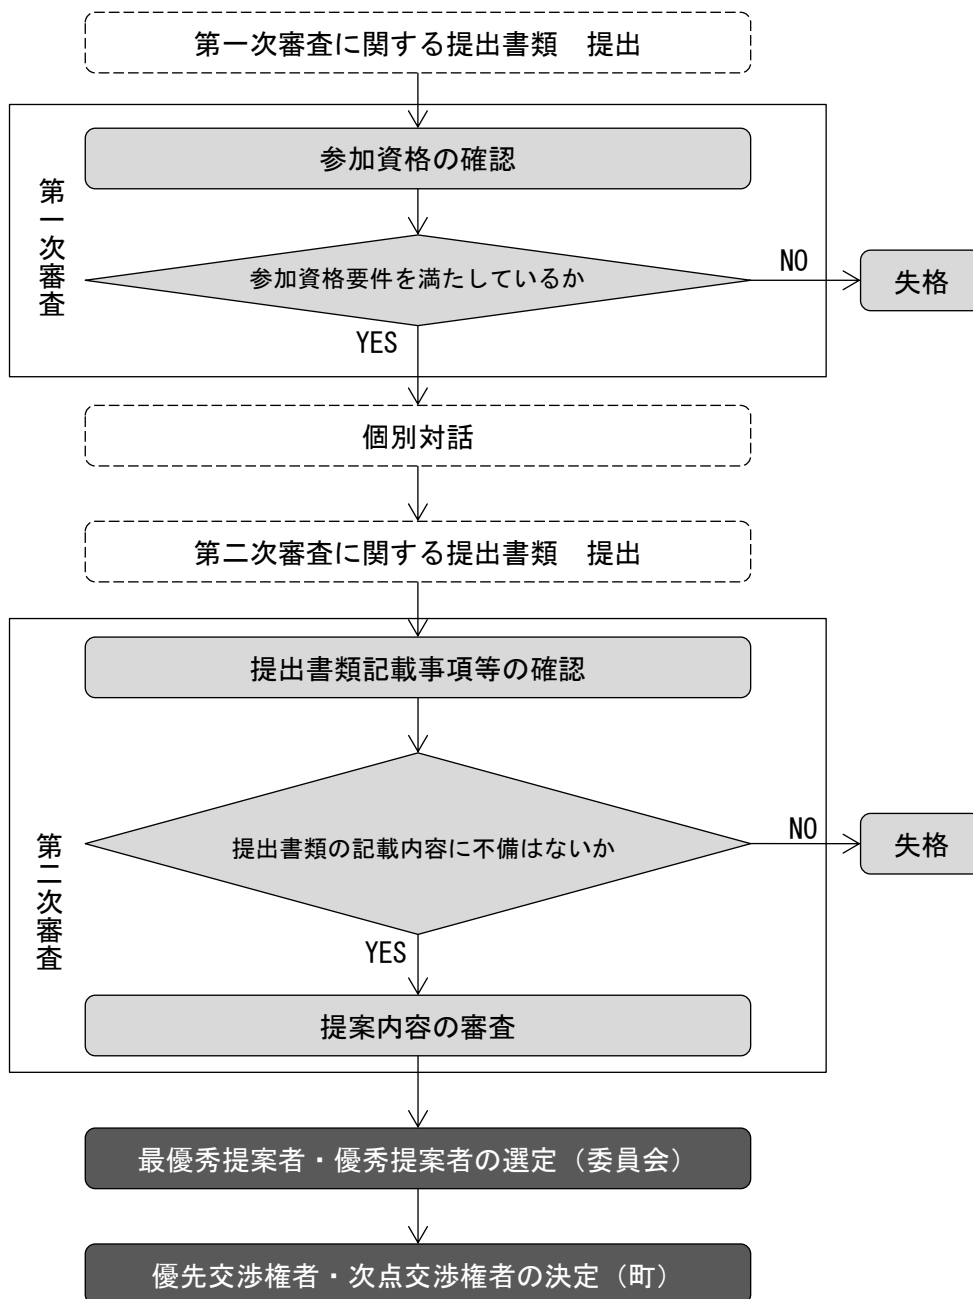 第一次審査に関する提出書類　提出
第一次審査
参加資格の確認
参加資格要件を満たしているか
NO
失格
YES
個別対話
第二次審査に関する提出書類　提出
第二次審査
提出書類記載事項等の確認
提出書類の記載内容に不備はないか
NO
失格
YES
提案内容の審査
最優秀提案者・優秀提案者の選定（委員会）
優先交渉権者・次点交渉権者の決定（町）